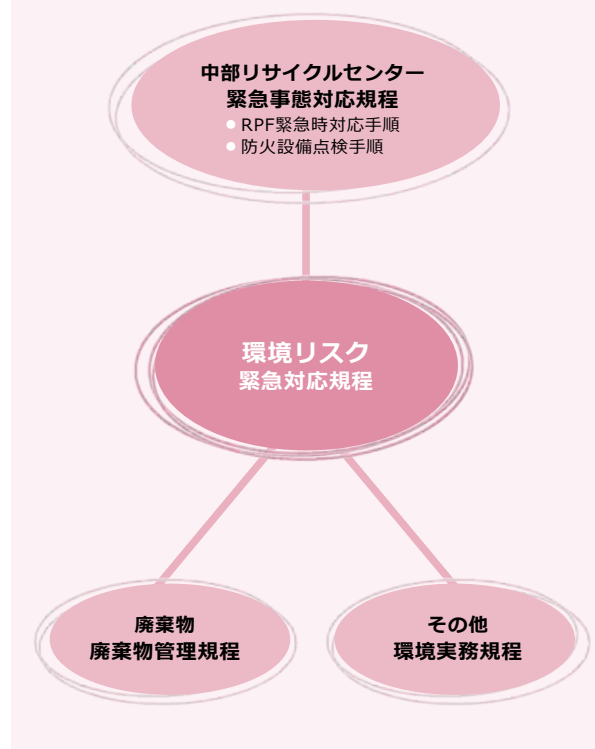 中部リサイクルセンター
緊急事態対応規程
● RPF緊急時対応手順
● 防火設備点検手順
環境リスク
緊急対応規程
廃棄物
廃棄物管理規程
その他
環境実務規程